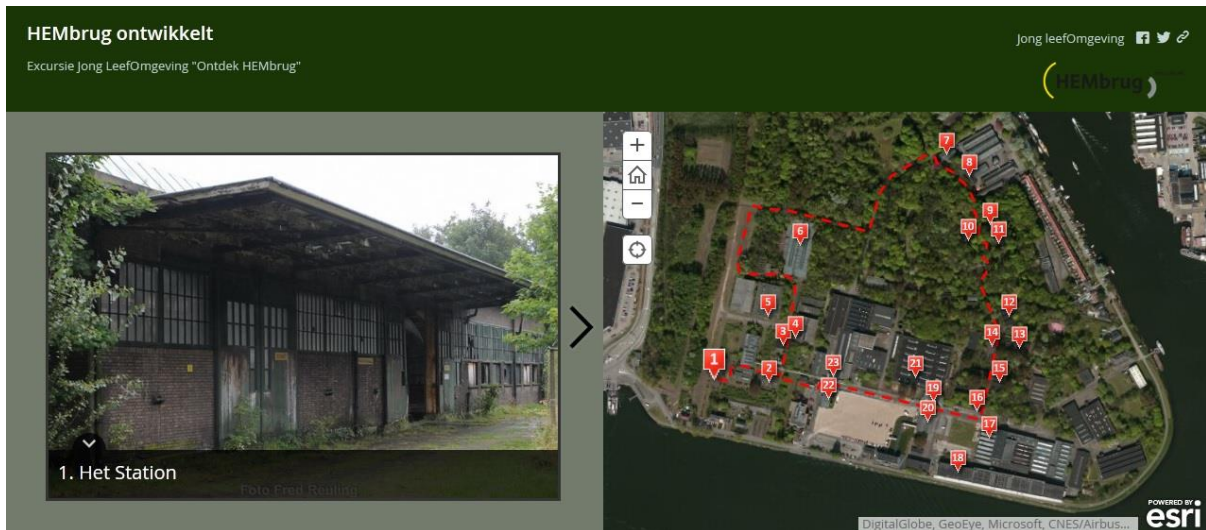 HEMbrug ontwikkelt
Excursie Jong LeefOmgeving "Ontdek HEMbrug"
Jong leefOmgeving
HEMbrug
1. Het Station
Foto Fred Reuling
+
−
7
8
9
10
11
6
5
12
4
3
14
13
1
2
23
21
15
22
19
16
20
17
18
POWERED BY
esri
DigitalGlobe, GeoEye, Microsoft, CNES/Airbus...